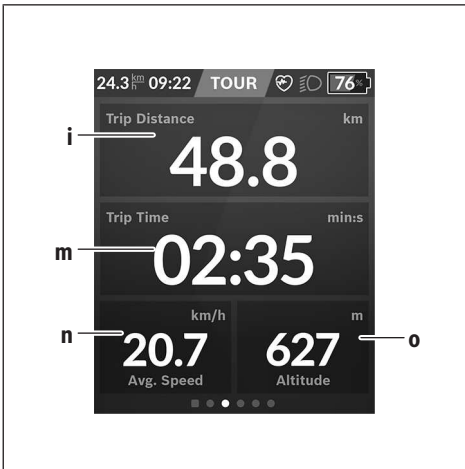 24.3 km/h 09:22 TOUR 76%
Trip Distance km
i
48.8
Trip Time min:s
m
02:35
km/h m
n
20.7 627
o
Avg. Speed Altitude